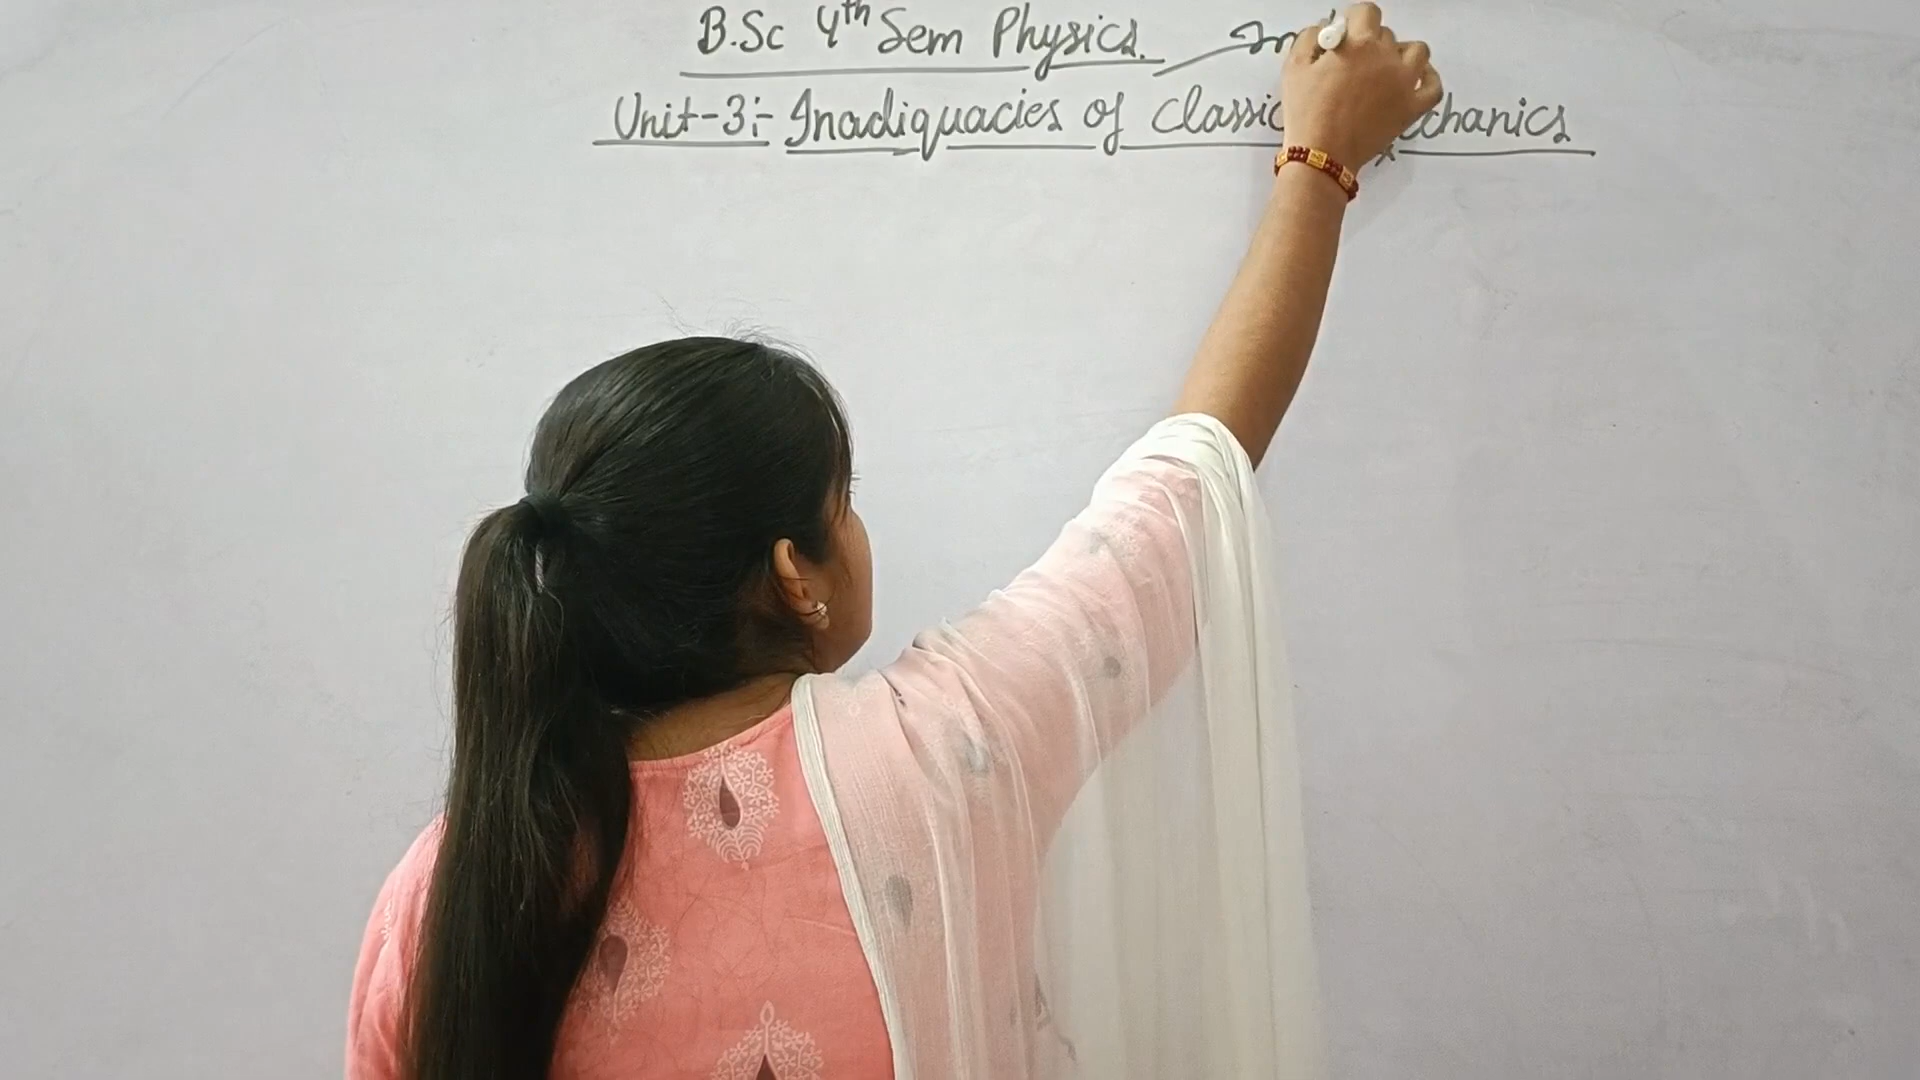 B.Sc 4th Sem Physics.
Unit-3:- Inadiquacies of